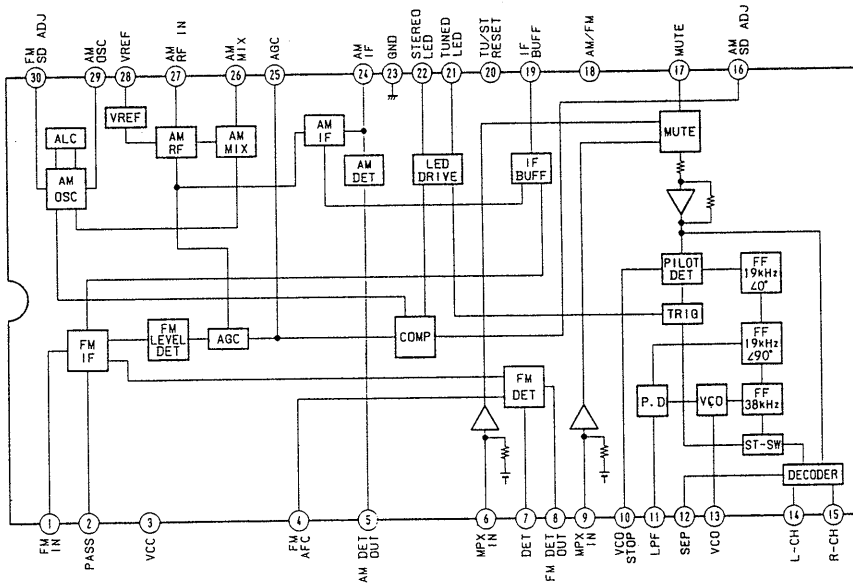 FM
SD ADJ
AM
OSC
VREF
AM
RF IN
AM
MIX
AGC
AM
IF
GND
STEREO
LED
TUNED
LED
TU/ST
RESET
IF
BUFF
AM/FM
MUTE
AM
SD ADJ
30
29
28
27
26
25
24
23
22
21
20
19
18
17
16
VREF
ALC
AM
RF
AM
MIX
AM
IF
MUTE
AM
OSC
AM
DET
LED
DRIVE
IF
BUFF
PILOT
DET
FF
19kHz
∠0°
TRIG
FM
IF
FM
LEVEL
DET
AGC
COMP
FF
19kHz
∠90°
FM
DET
P.D
VCO
FF
38kHz
ST-SW
DECODER
1
2
3
4
5
6
7
8
9
10
11
12
13
14
15
FM
IN
PASS
VCC
FM
AFC
AM DET
OUT
MPX
IN
DET
FM DET
OUT
MPX
IN
VCO
STOP
LPF
SEP
VCO
L-CH
R-CH